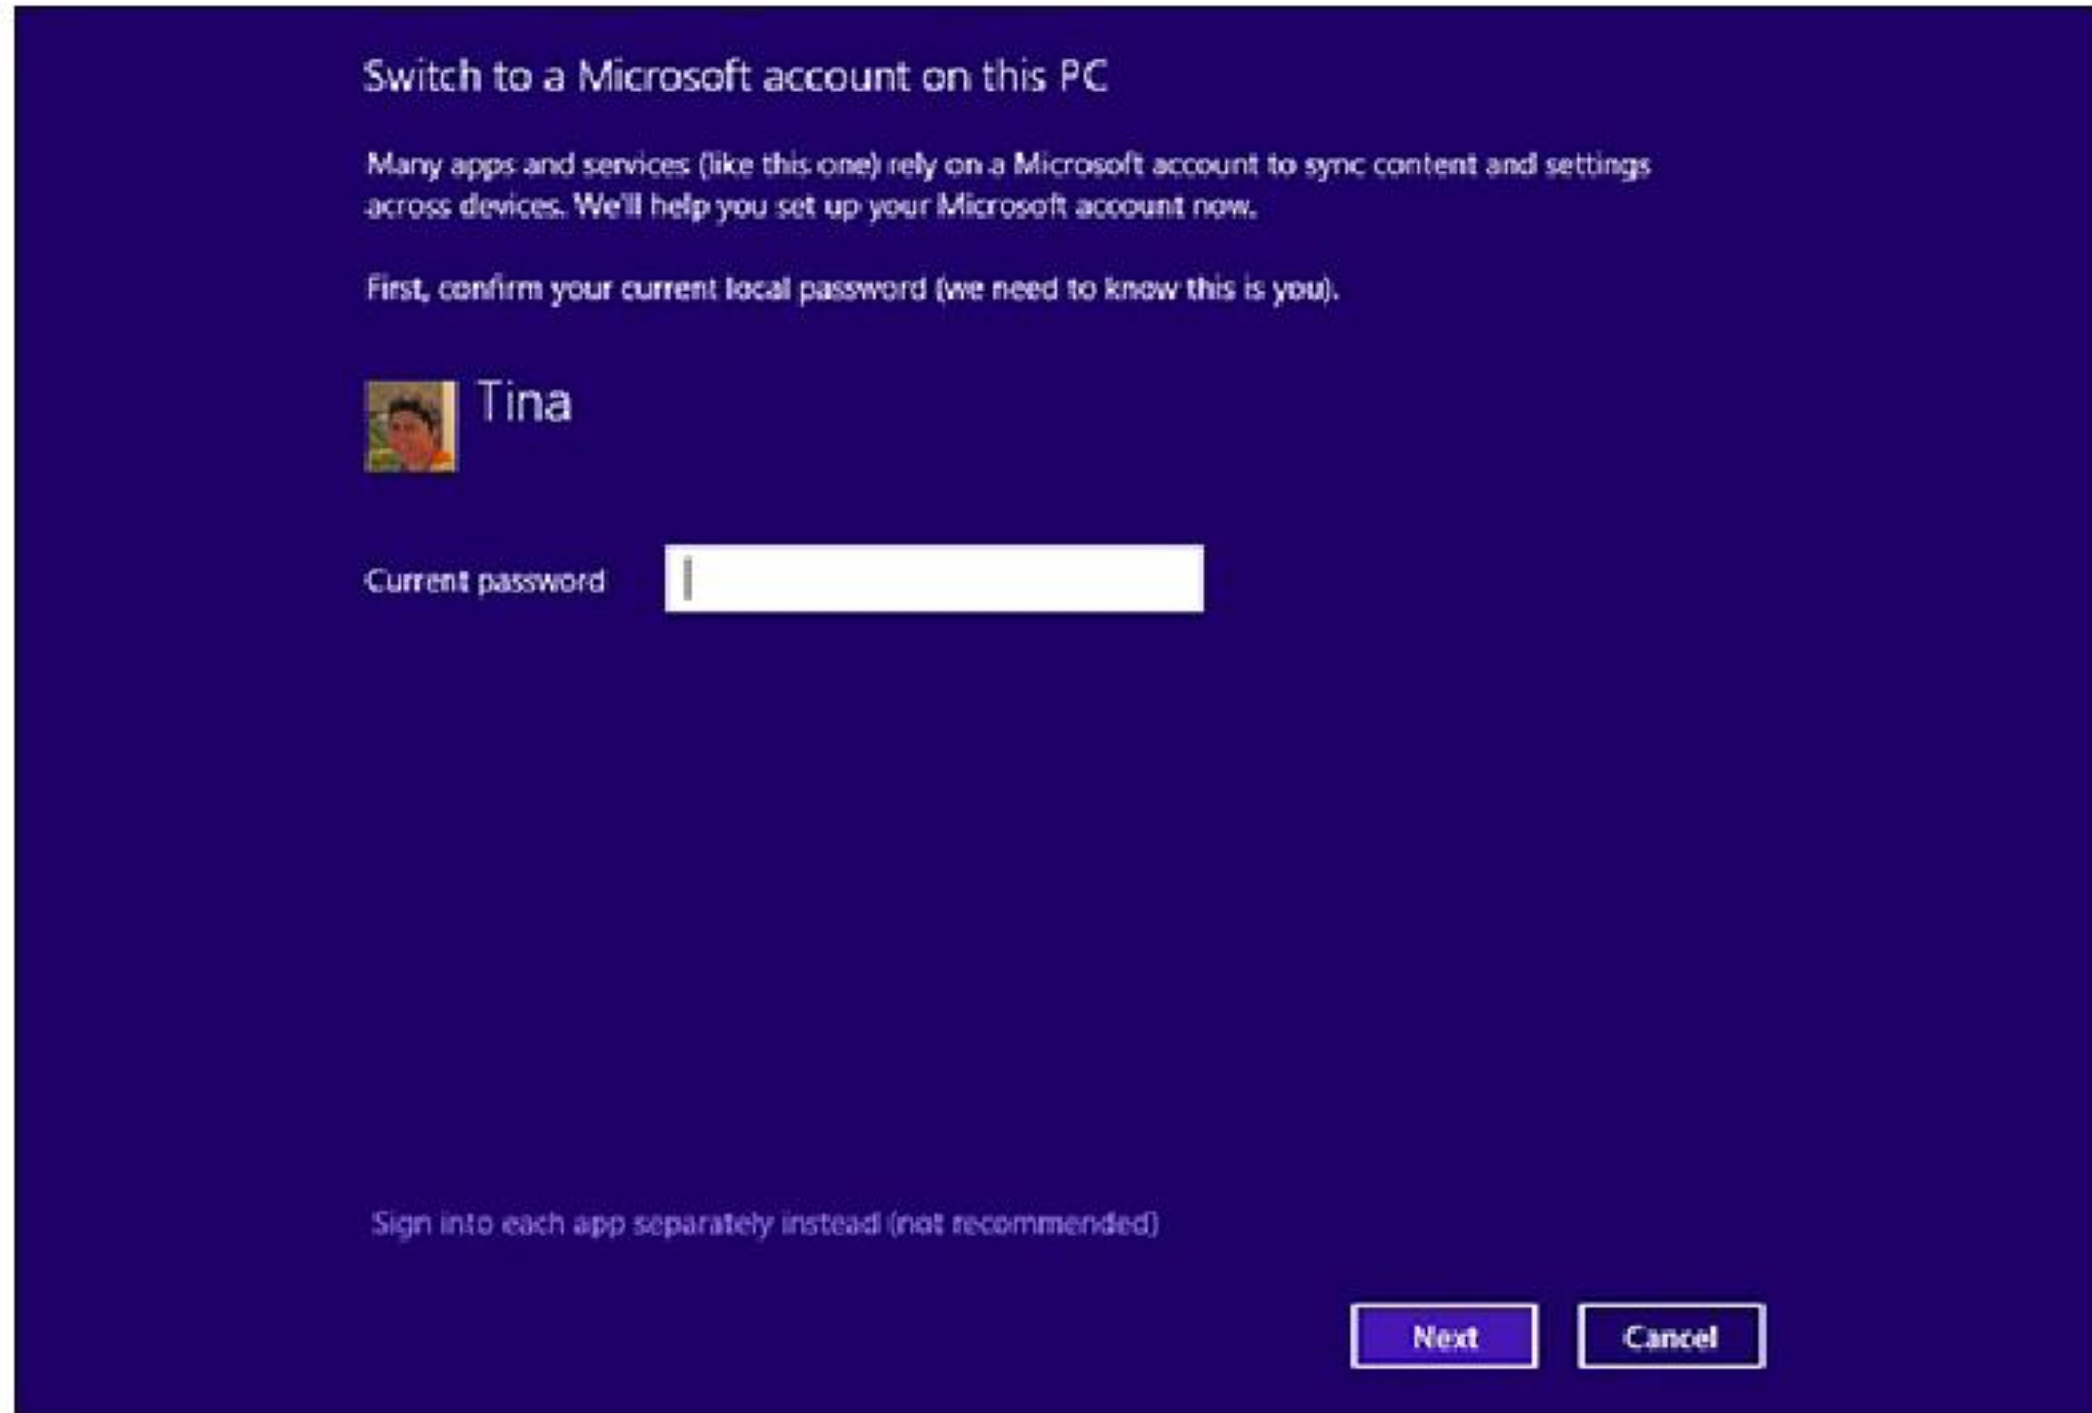 Switch to a Microsoft account on this PC
Many apps and services (like this one) rely on a Microsoft account to sync content and settings
across devices. We'll help you set up your Microsoft account now.
First, confirm your current local password (we need to know this is you).
Tina
Current password
Sign into each app separately instead (not recommended)
Next
Cancel